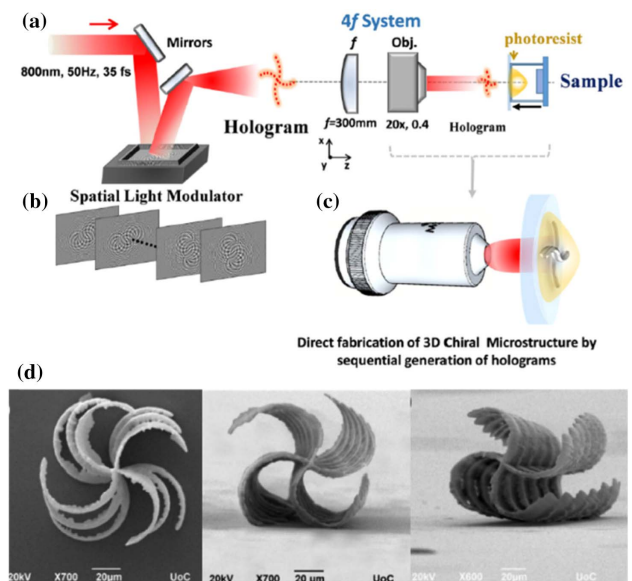 (a)
4f System
Mirrors
f
Obj.
photoresist
800nm, 50Hz, 35 fs
Sample
Hologram
f=300mm
20x, 0.4
Hologram
x
y
z
Spatial Light Modulator
(b)
(c)
Direct fabrication of 3D Chiral Microstructure by
sequential generation of holograms
(d)
20kV X700 20µm UoC
20kV X700 20µm UoC
20kV X600 20µm UoC